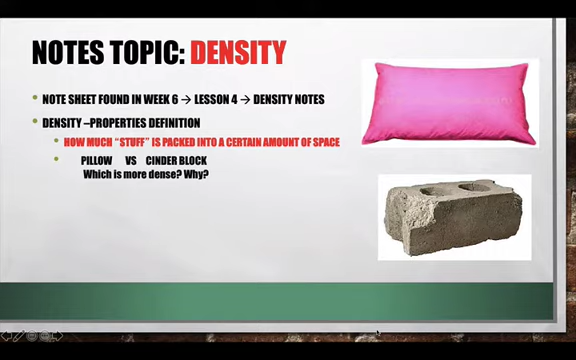 NOTES TOPIC: DENSITY
NOTE SHEET FOUND IN WEEK 6 → LESSON 4 → DENSITY NOTES
DENSITY –PROPERTIES DEFINITION
HOW MUCH “STUFF” IS PACKED INTO A CERTAIN AMOUNT OF SPACE
PILLOW VS CINDER BLOCK
Which is more dense? Why?